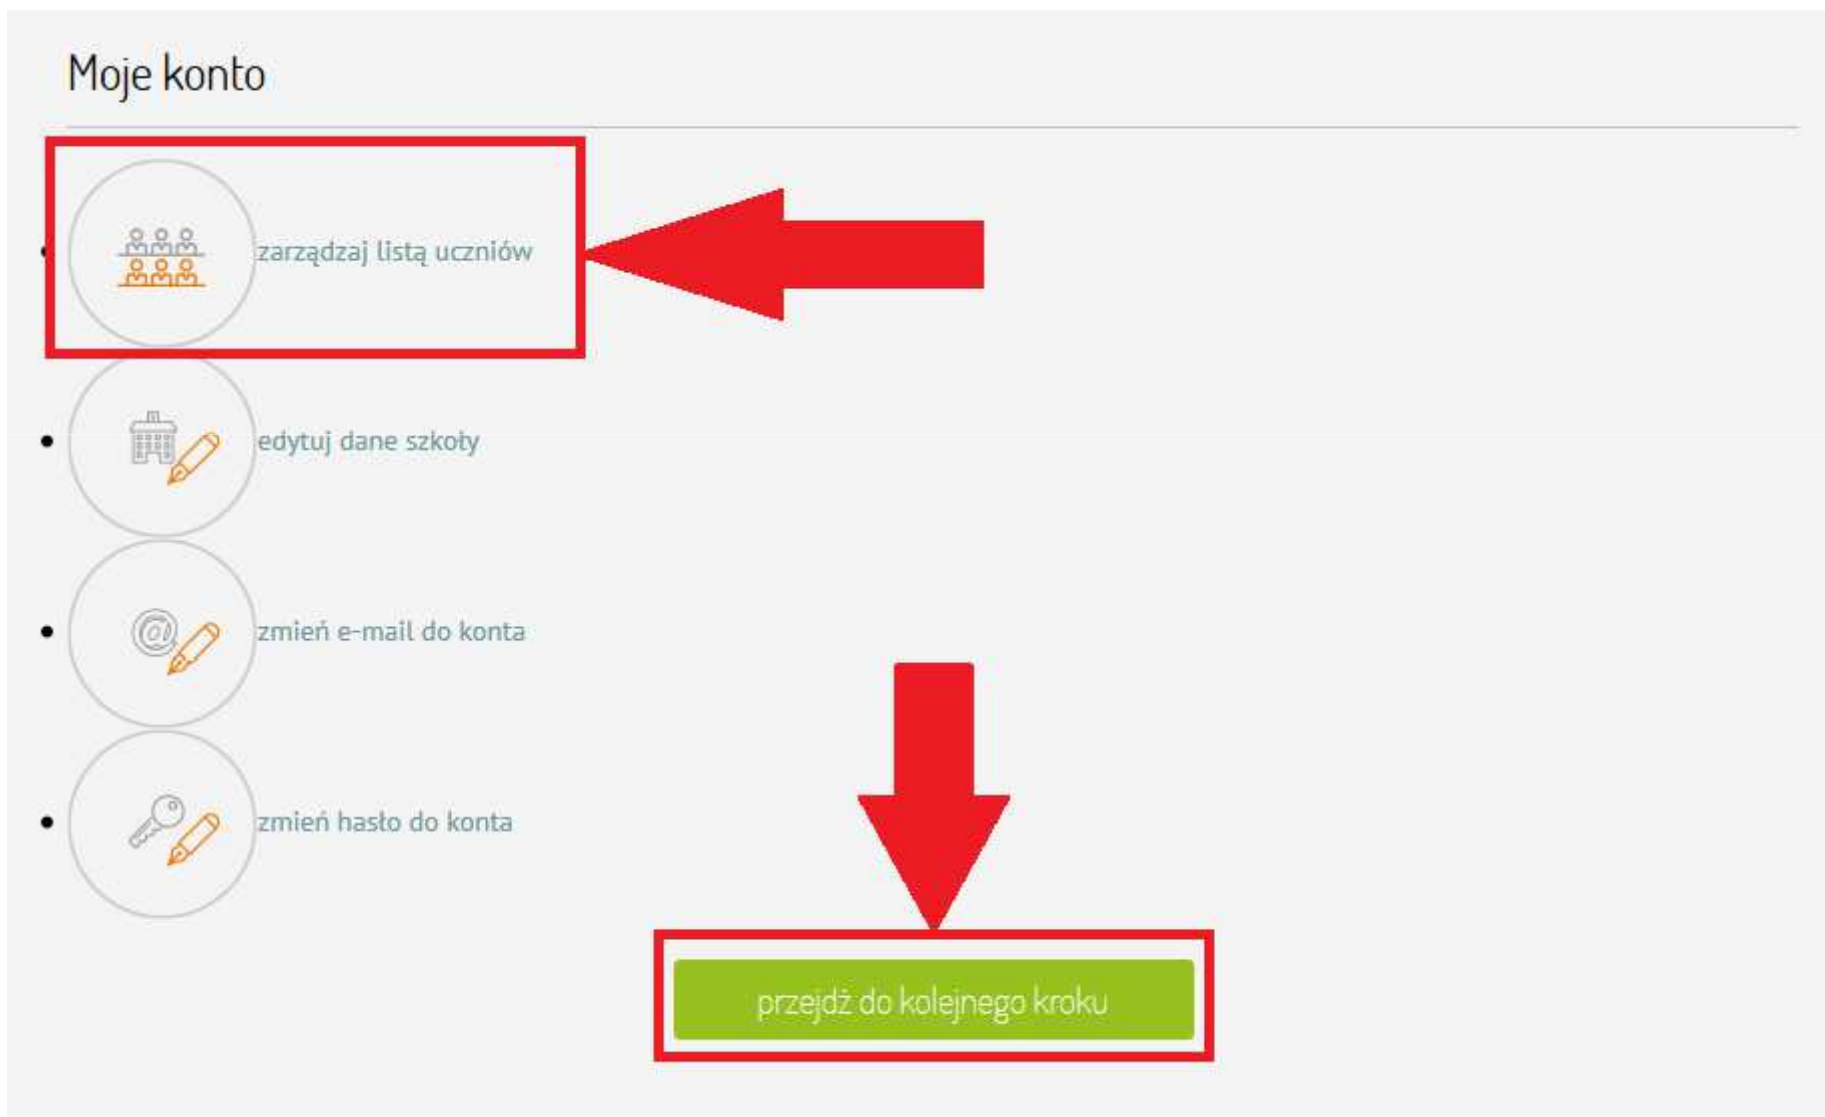 Moje konto
zarządzaj listą uczniów
edytuj dane szkoły
zmień e-mail do konta
zmień hasło do konta
przejdź do kolejnego kroku